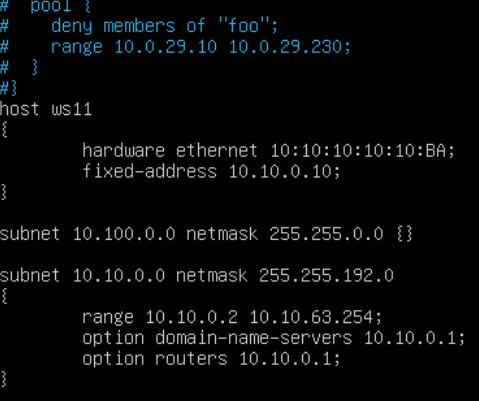 #  pool {
#    deny members of "foo";
#    range 10.0.29.10 10.0.29.230;
#  }
#}
host ws11
{
        hardware ethernet 10:10:10:10:10:BA;
        fixed-address 10.10.0.10;
}

subnet 10.100.0.0 netmask 255.255.0.0 {}

subnet 10.10.0.0 netmask 255.255.192.0
{
        range 10.10.0.2 10.10.63.254;
        option domain-name-servers 10.10.0.1;
        option routers 10.10.0.1;
}